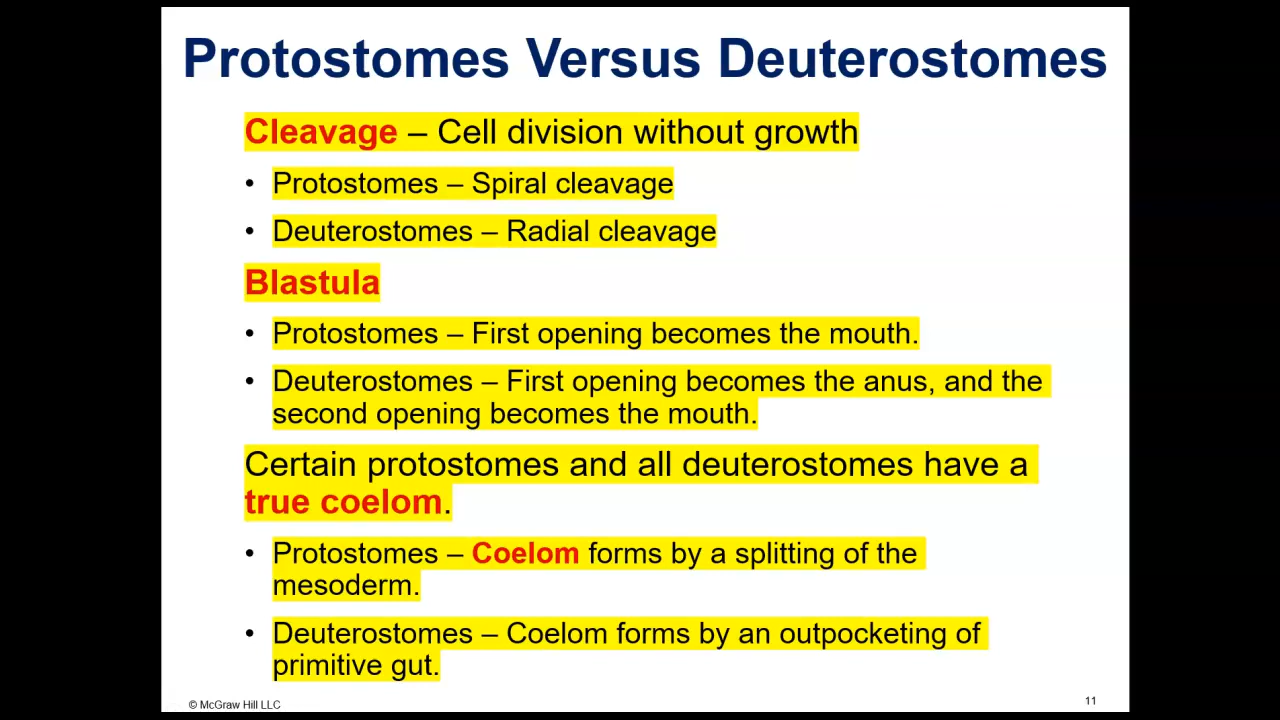 Protostomes Versus Deuterostomes
Cleavage – Cell division without growth
• Protostomes – Spiral cleavage
• Deuterostomes – Radial cleavage
Blastula
• Protostomes – First opening becomes the mouth.
• Deuterostomes – First opening becomes the anus, and the
second opening becomes the mouth.
Certain protostomes and all deuterostomes have a
true coelom.
• Protostomes – Coelom forms by a splitting of the
mesoderm.
• Deuterostomes – Coelom forms by an outpocketing of
primitive gut.
© McGraw Hill LLC
11